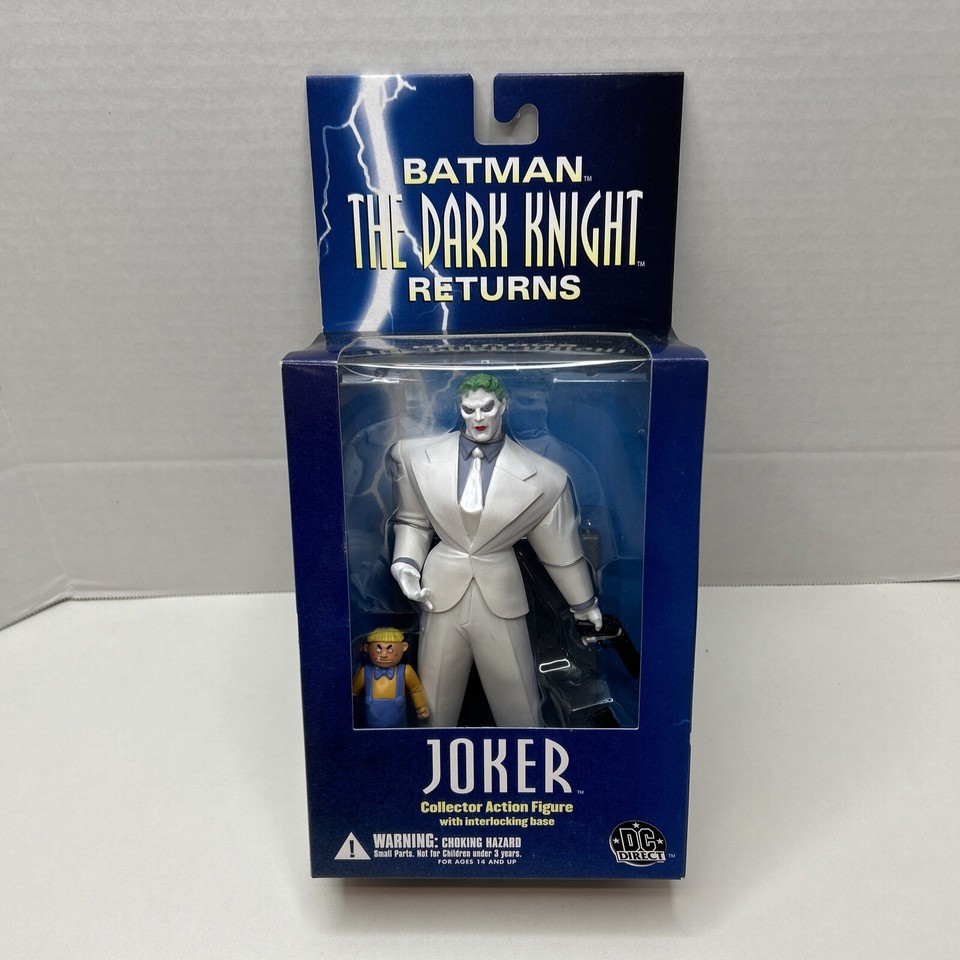 BATMAN™
THE DARK KNIGHT™
RETURNS
JOKER™
Collector Action Figure
with interlocking base
WARNING: CHOKING HAZARD
Small Parts. Not for Children under 3 years.
FOR AGES 14 AND UP
DC
DIRECT™